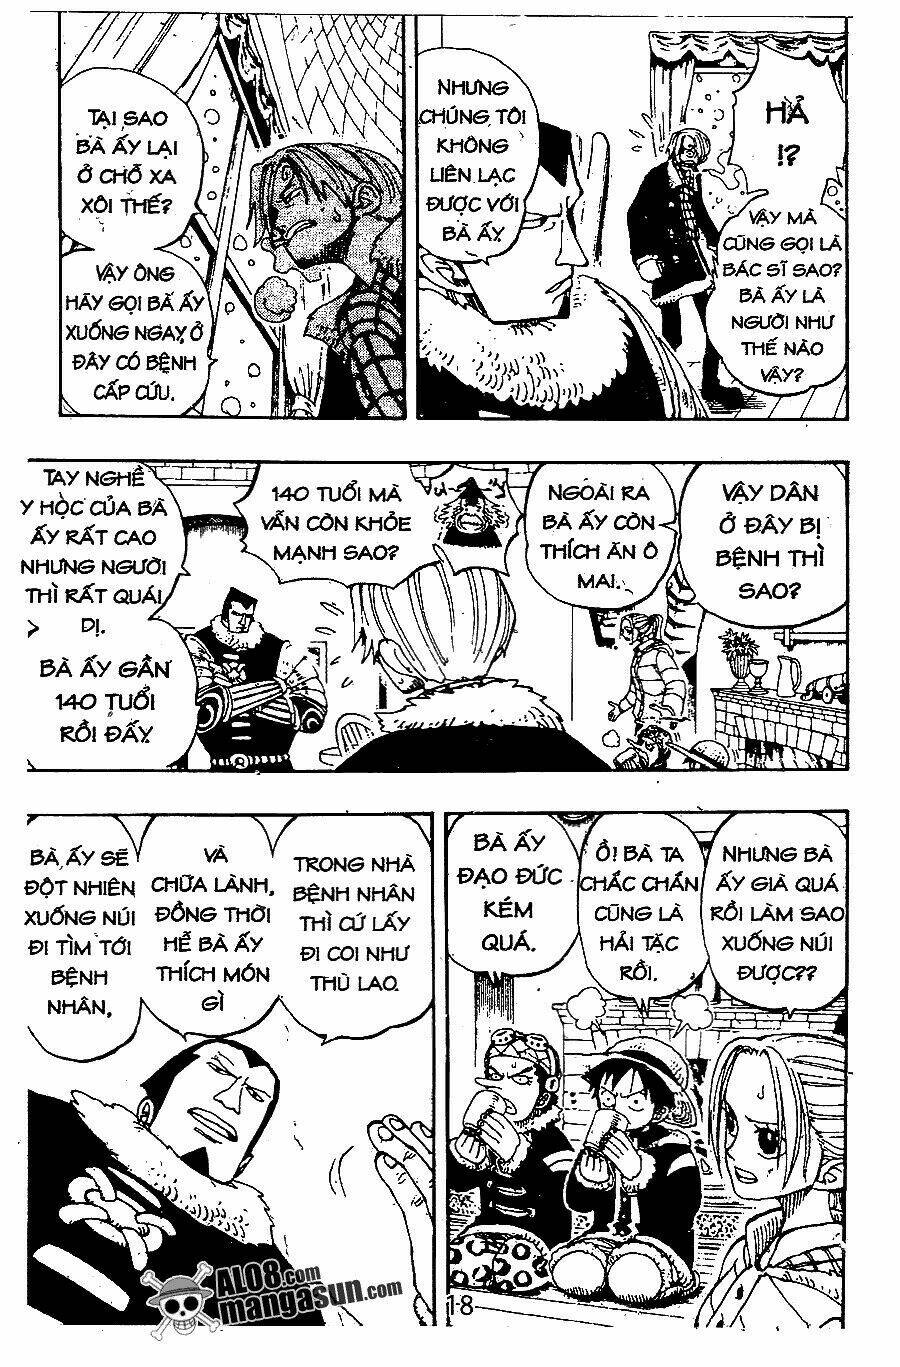 TẠI SAO
BÀ ẤY LẠI
Ở CHỖ XA
XÔI THẾ?
VẬY ÔNG
HÃY GỌI BÀ ẤY
XUỐNG NGAY, Ở
ĐÂY CÓ BỆNH
CẤP CỨU.
NHƯNG
CHÚNG TÔI
KHÔNG
LIÊN LẠC
ĐƯỢC VỚI
BÀ ẤY.
HẢ
!?
VẬY MÀ
CŨNG GỌI LÀ
BÁC SĨ SAO?
BÀ ẤY LÀ
NGƯỜI NHƯ
THẾ NÀO
VẬY?
TAY NGHỀ
Y HỌC CỦA BÀ
ẤY RẤT CAO
NHƯNG NGƯỜI
THÌ RẤT QUÁI
DỊ.
BÀ ẤY GẦN
140 TUỔI
RỒI ĐẤY.
140 TUỔI MÀ
VẪN CÒN KHỎE
MẠNH SAO?
NGOÀI RA
BÀ ẤY CÒN
THÍCH ĂN Ô
MAI.
VẬY DÂN
Ở ĐÂY BỊ
BỆNH THÌ
SAO?
BÀ ẤY SẼ
ĐỘT NHIÊN
XUỐNG NÚI
ĐI TÌM TỚI
BỆNH
NHÂN,
VÀ
CHỮA LÀNH,
ĐỒNG THỜI
HỄ BÀ ẤY
THÍCH MÓN
GÌ
TRONG NHÀ
BỆNH NHÂN
THÌ CỨ LẤY
ĐI COI NHƯ
THÙ LAO.
BÀ ẤY
ĐẠO ĐỨC
KÉM
QUÁ.
Ồ! BÀ TA
CHẮC CHẮN
CŨNG LÀ
HẢI TẶC
RỒI.
NHƯNG BÀ
ẤY GIÀ QUÁ
RỒI LÀM SAO
XUỐNG NÚI
ĐƯỢC??
AL08.com
mangasun.com
18